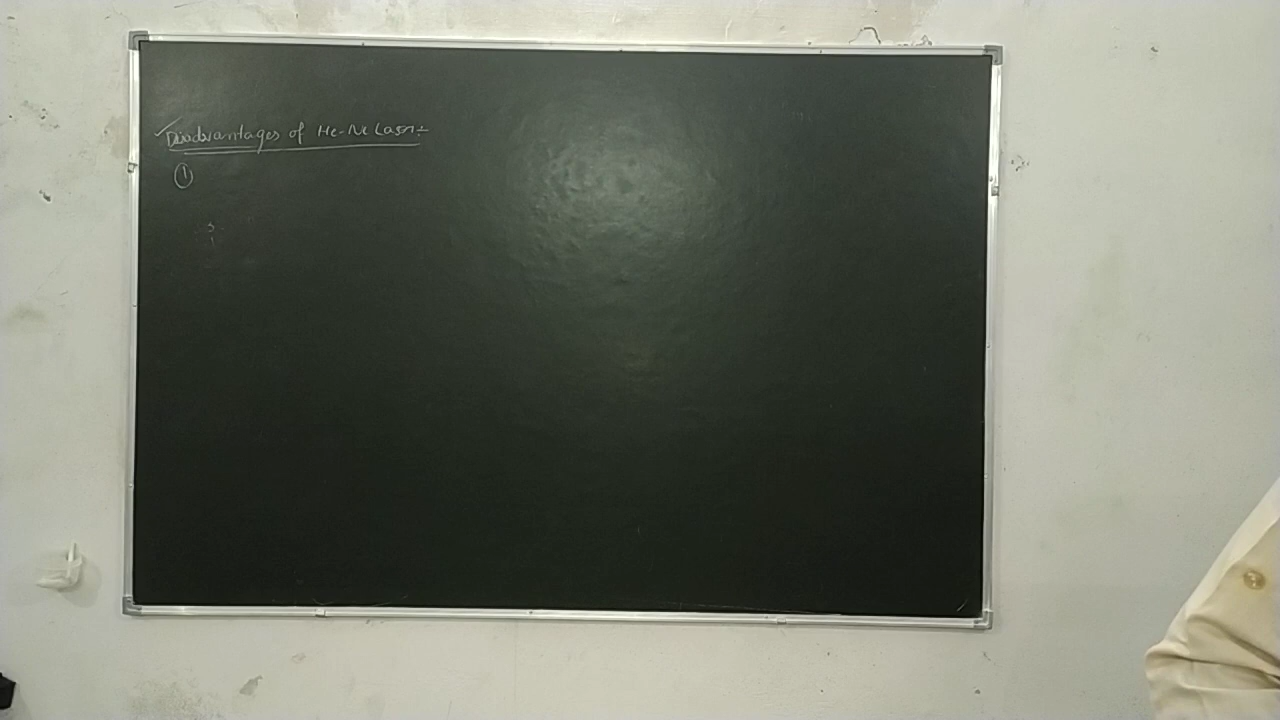 Disadvantages of He-Ne Laser:-
①